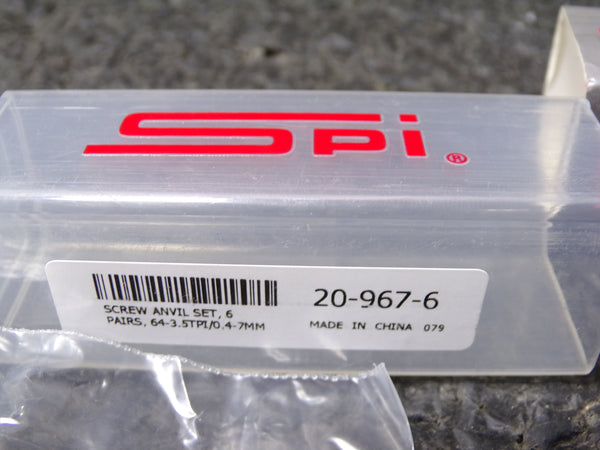 SPi®
20-967-6
SCREW ANVIL SET, 6
PAIRS, 64-3.5TPI/0.4-7MM
MADE IN CHINA 079